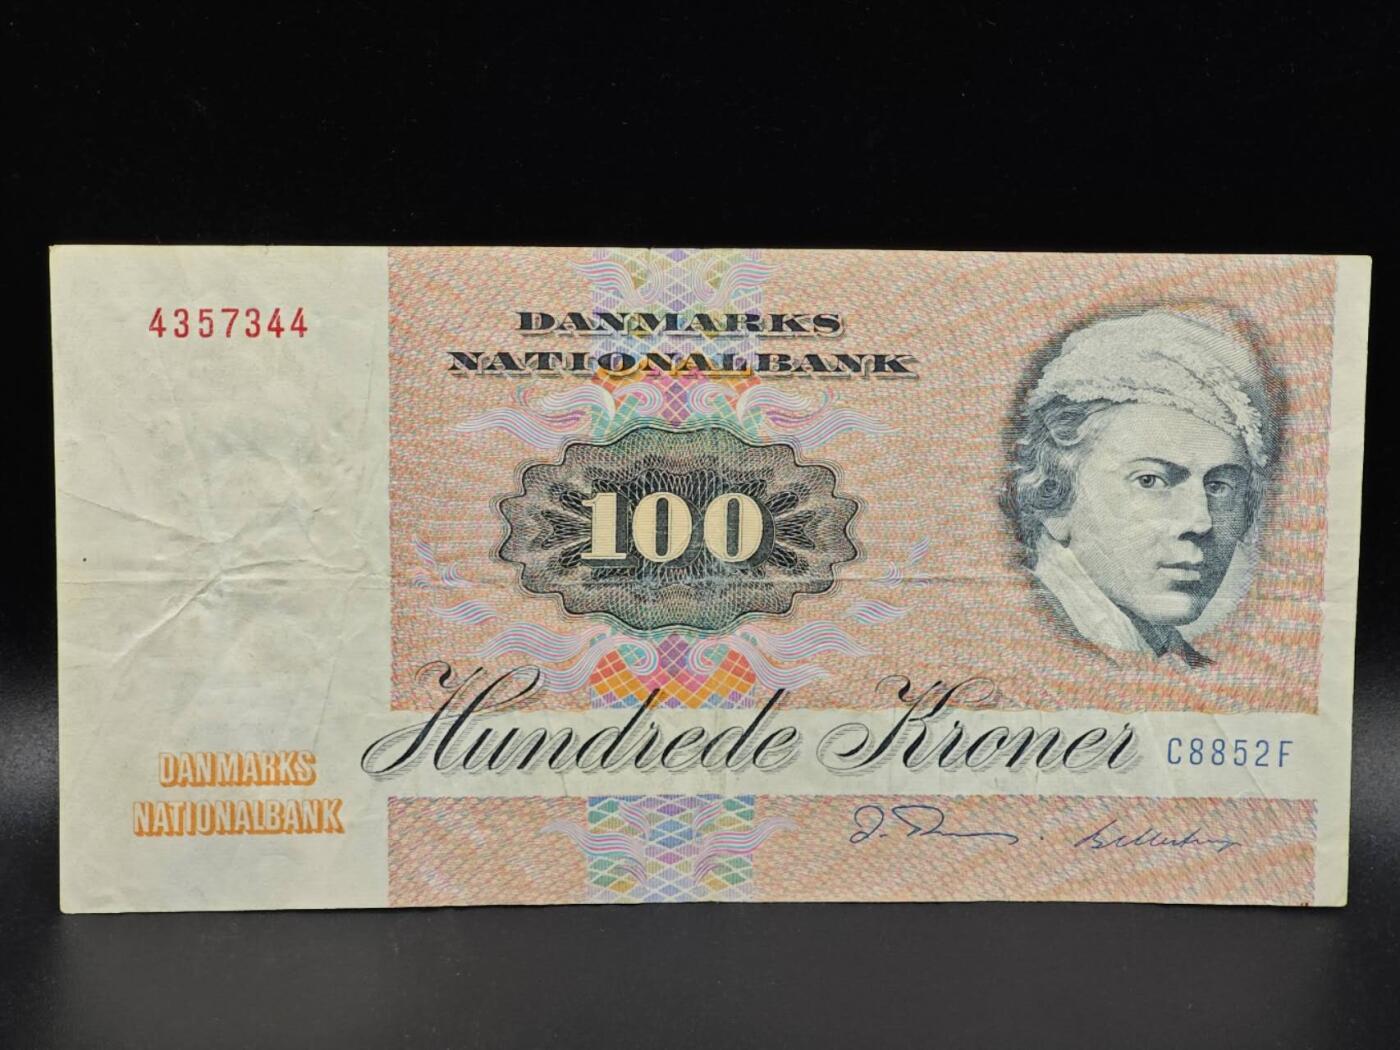 4357344
DANMARKS
NATIONALBANK
100
Hundrede Kroner
C8852F
DANMARKS
NATIONALBANK